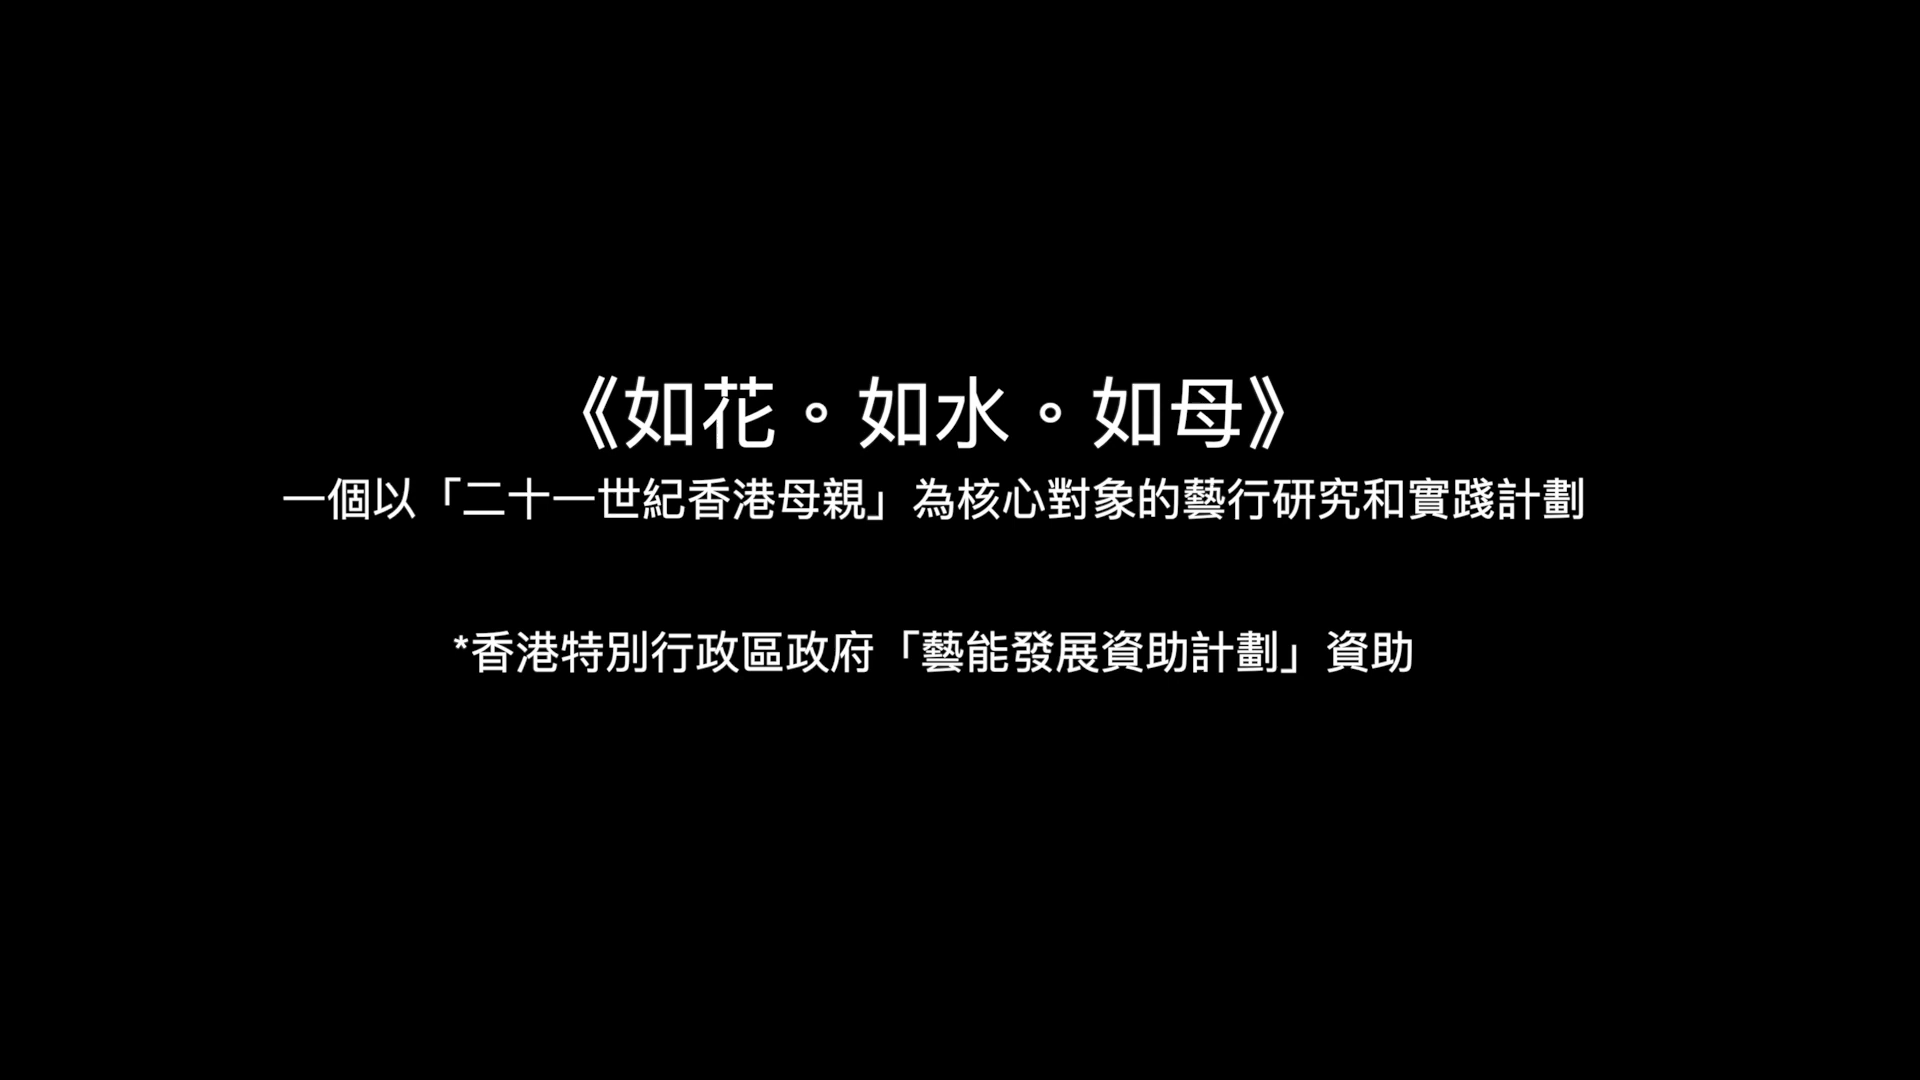 《如花。如水。如母》
一個以「二十一世紀香港母親」為核心對象的藝行研究和實踐計劃
*香港特別行政區政府「藝能發展資助計劃」資助